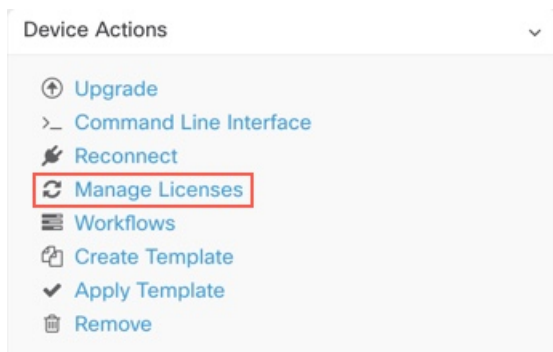 Device Actions
Upgrade
Command Line Interface
Reconnect
Manage Licenses
Workflows
Create Template
Apply Template
Remove